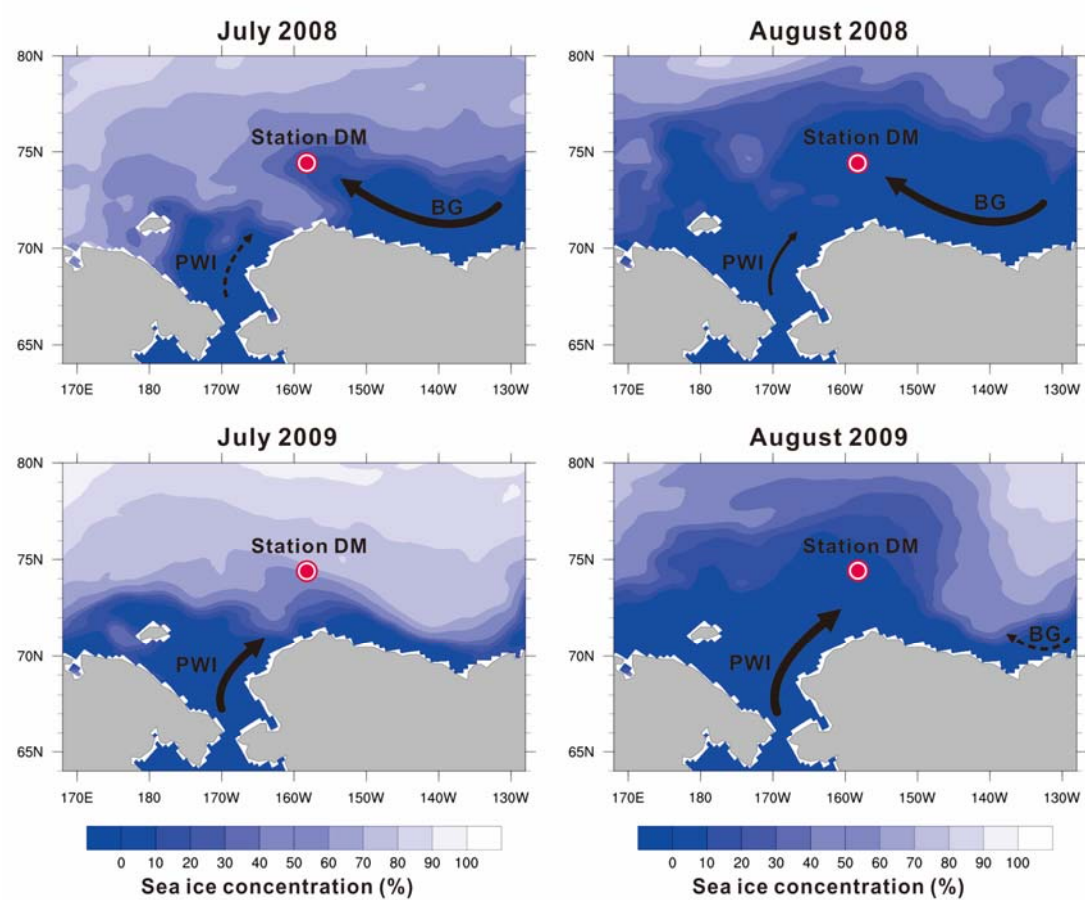 July 2008
August 2008
80N
75N
70N
65N
Station DM
BG
PWI
170E 180 170W 160W 150W 140W 130W
80N
75N
70N
65N
Station DM
BG
PWI
170E 180 170W 160W 150W 140W 130W
July 2009
August 2009
80N
75N
70N
65N
Station DM
PWI
170E 180 170W 160W 150W 140W 130W
80N
75N
70N
65N
Station DM
BG
PWI
170E 180 170W 160W 150W 140W 130W
0 10 20 30 40 60 70 80 90 100
Sea ice concentration (%)
0 10 20 30 40 60 70 80 90 100
Sea ice concentration (%)